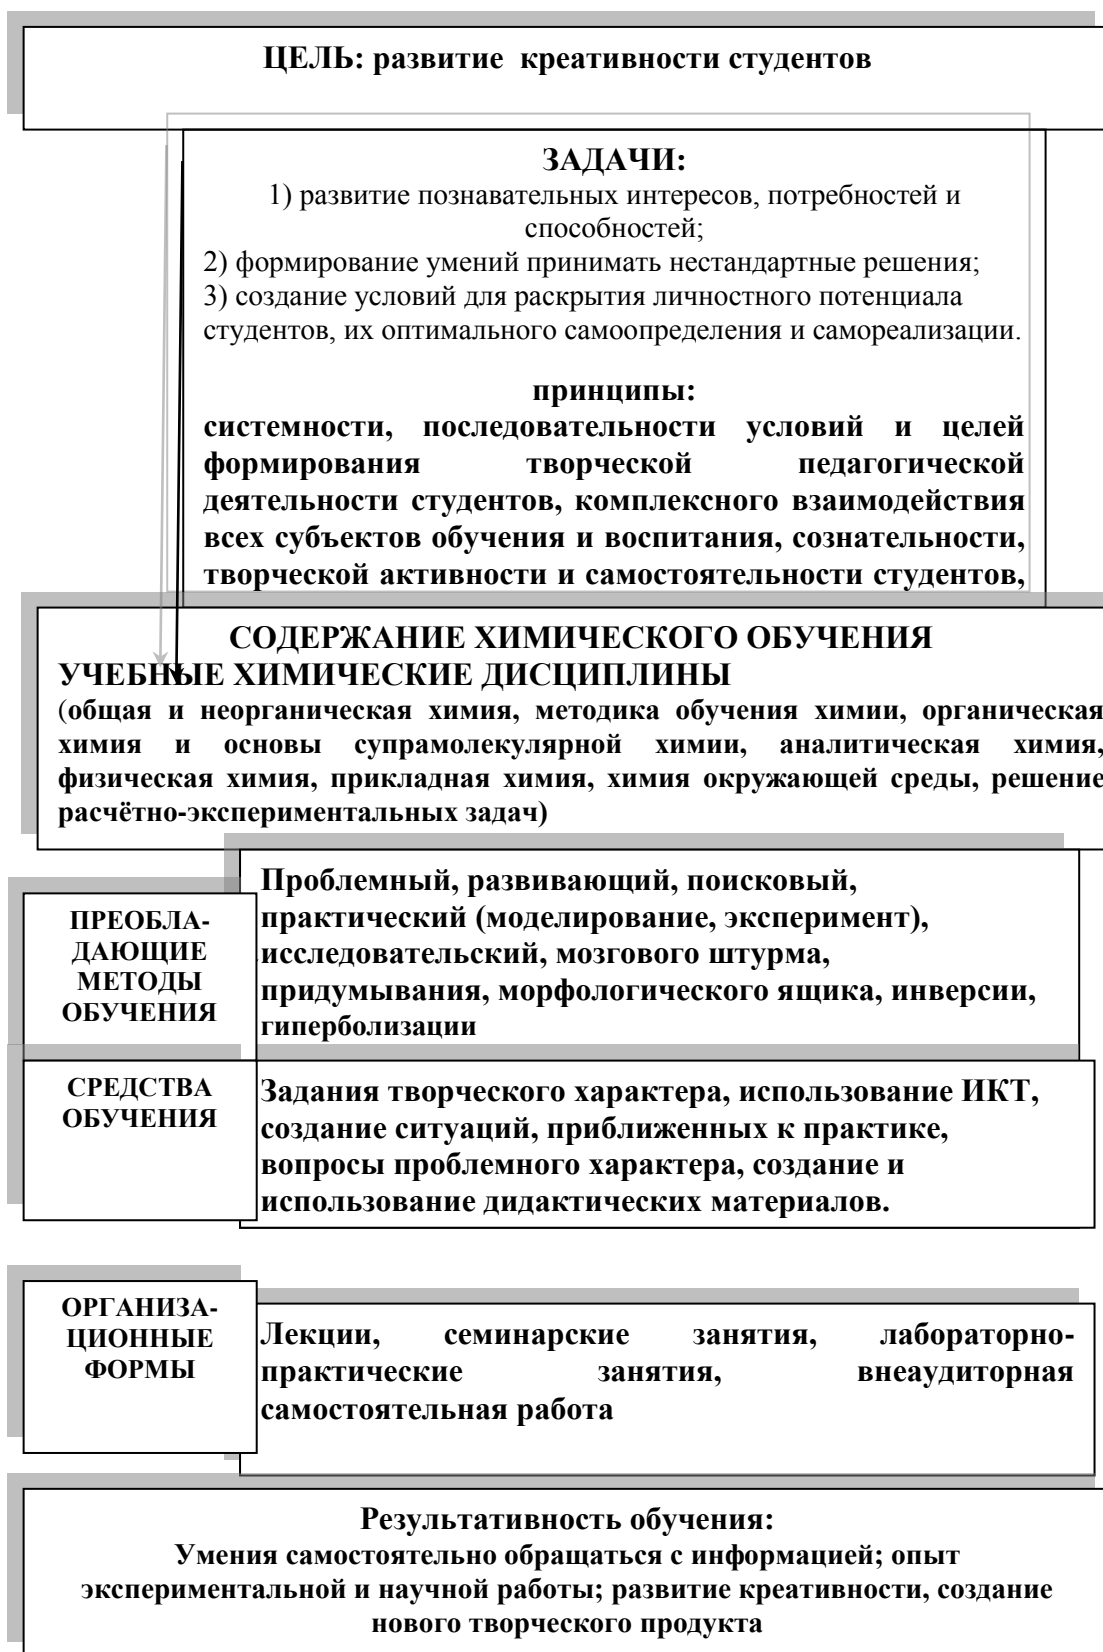 ЦЕЛЬ: развитие креативности студентов
ЗАДАЧИ:
1) развитие познавательных интересов, потребностей и
способностей;
2) формирование умений принимать нестандартные решения;
3) создание условий для раскрытия личностного потенциала
студентов, их оптимального самоопределения и самореализации.
принципы:
системности, последовательности условий и целей
формирования творческой педагогической
деятельности студентов, комплексного взаимодействия
всех субъектов обучения и воспитания, сознательности,
творческой активности и самостоятельности студентов,
СОДЕРЖАНИЕ ХИМИЧЕСКОГО ОБУЧЕНИЯ
УЧЕБНЫЕ ХИМИЧЕСКИЕ ДИСЦИПЛИНЫ
(общая и неорганическая химия, методика обучения химии, органическая
химия и основы супрамолекулярной химии, аналитическая химия,
физическая химия, прикладная химия, химия окружающей среды, решение
расчётно-экспериментальных задач)
ПРЕОБЛА-
ДАЮЩИЕ
МЕТОДЫ
ОБУЧЕНИЯ
Проблемный, развивающий, поисковый,
практический (моделирование, эксперимент),
исследовательский, мозгового штурма,
придумывания, морфологического ящика, инверсии,
гиперболизации
СРЕДСТВА
ОБУЧЕНИЯ
Задания творческого характера, использование ИКТ,
создание ситуаций, приближенных к практике,
вопросы проблемного характера, создание и
использование дидактических материалов.
ОРГАНИЗА-
ЦИОННЫЕ
ФОРМЫ
Лекции, семинарские занятия, лабораторно-
практические занятия, внеаудиторная
самостоятельная работа
Результативность обучения:
Умения самостоятельно обращаться с информацией; опыт
экспериментальной и научной работы; развитие креативности, создание
нового творческого продукта